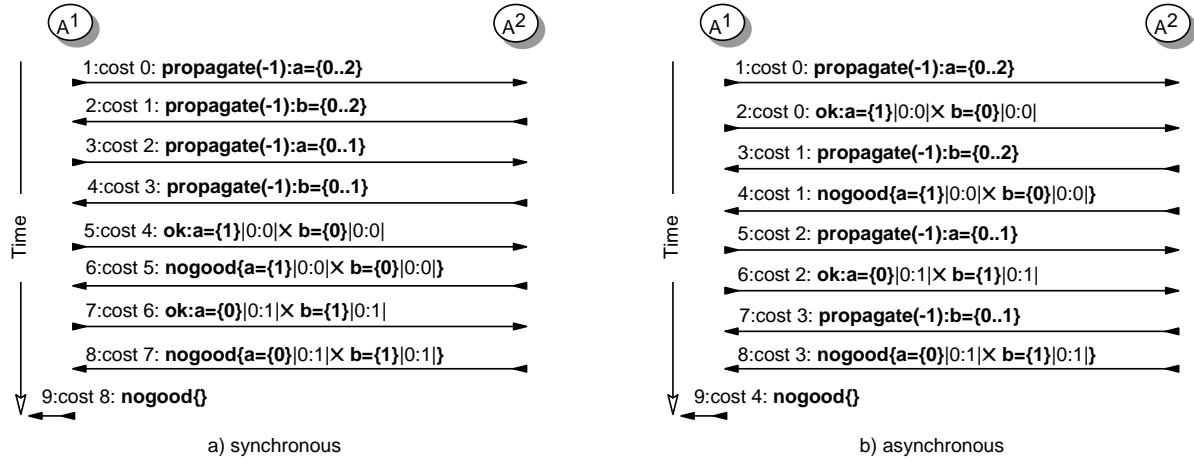 A1 A2
1:cost 0: propagate(-1):a={0..2}
2:cost 1: propagate(-1):b={0..2}
3:cost 2: propagate(-1):a={0..1}
4:cost 3: propagate(-1):b={0..1}
5:cost 4: ok:a={1}|0:0|× b={0}|0:0|
6:cost 5: nogood{a={1}|0:0|× b={0}|0:0|}
7:cost 6: ok:a={0}|0:1|× b={1}|0:1|
8:cost 7: nogood{a={0}|0:1|× b={1}|0:1|}
9:cost 8: nogood{}
Time
a) synchronous
A1 A2
1:cost 0: propagate(-1):a={0..2}
2:cost 0: ok:a={1}|0:0|× b={0}|0:0|
3:cost 1: propagate(-1):b={0..2}
4:cost 1: nogood{a={1}|0:0|× b={0}|0:0|}
5:cost 2: propagate(-1):a={0..1}
6:cost 2: ok:a={0}|0:1|× b={1}|0:1|
7:cost 3: propagate(-1):b={0..1}
8:cost 3: nogood{a={0}|0:1|× b={1}|0:1|}
9:cost 4: nogood{}
Time
b) asynchronous